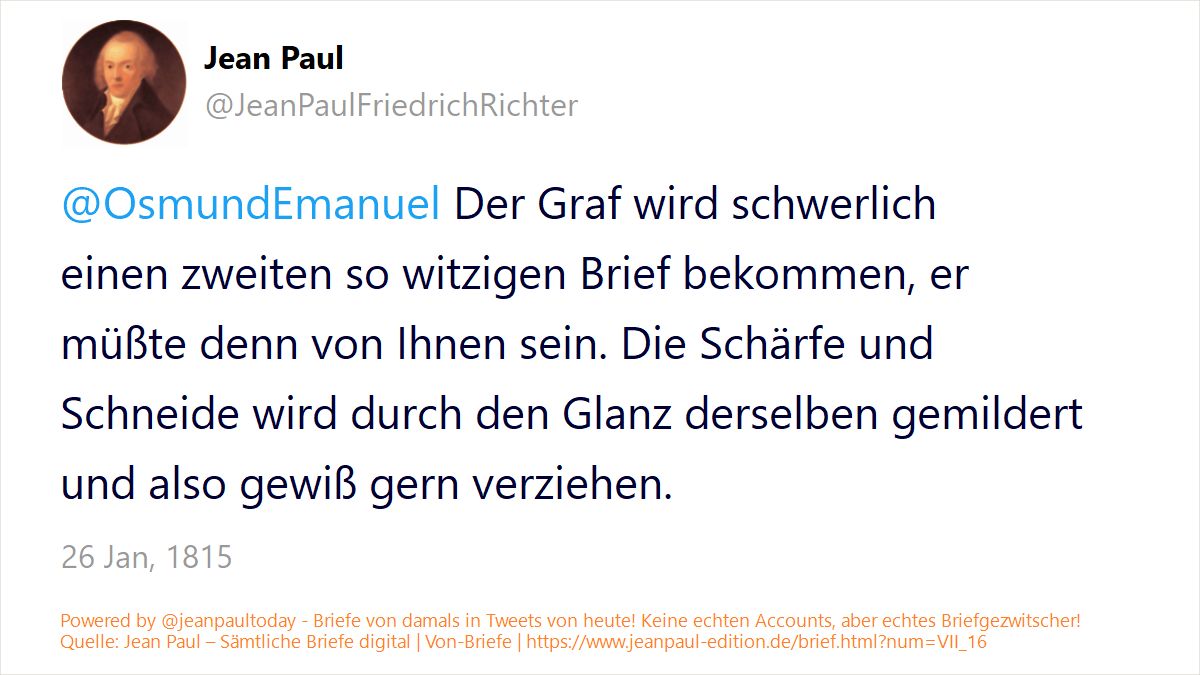 Jean Paul
@JeanPaulFriedrichRichter
@OsmundEmanuel Der Graf wird schwerlich
einen zweiten so witzigen Brief bekommen, er
müßte denn von Ihnen sein. Die Schärfe und
Schneide wird durch den Glanz derselben gemildert
und also gewiß gern verziehen.
26 Jan, 1815
Powered by @jeanpaultoday - Briefe von damals in Tweets von heute! Keine echten Accounts, aber echtes Briefgezwitscher!
Quelle: Jean Paul – Sämtliche Briefe digital | Von-Briefe | https://www.jeanpaul-edition.de/brief.html?num=VII_16